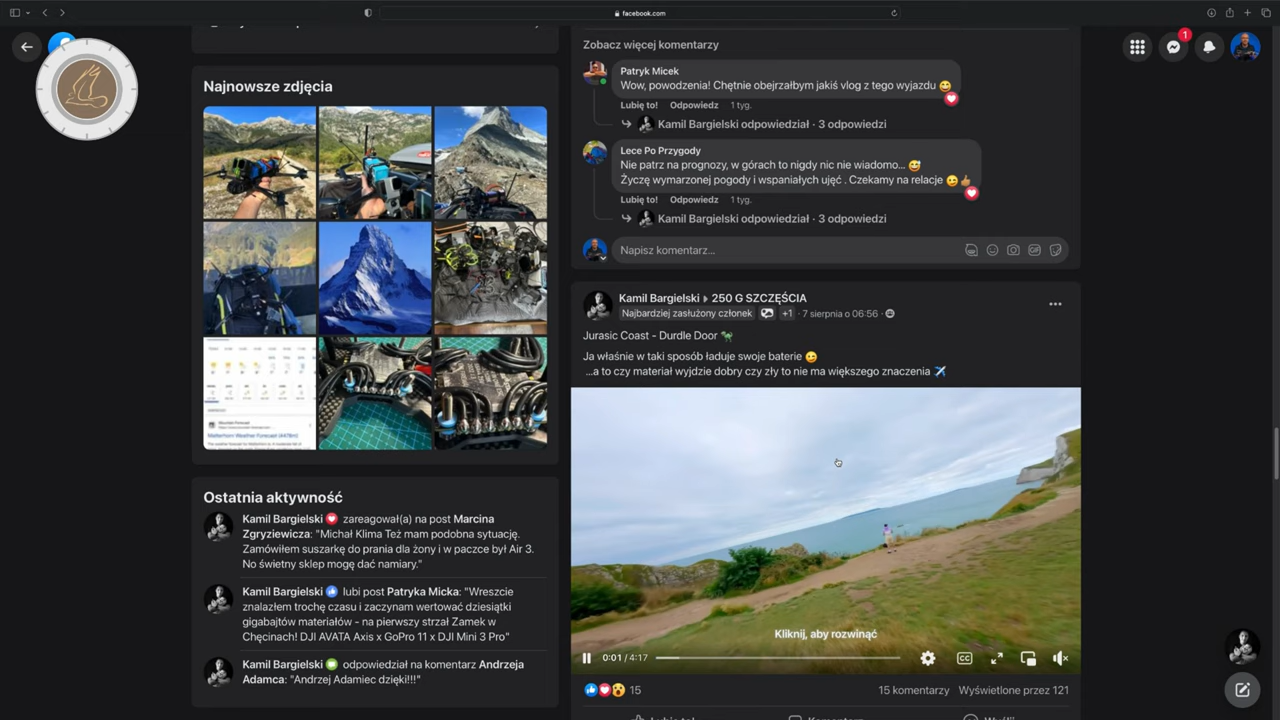 facebook.com
1
Najnowsze zdjęcia
Ostatnia aktywność
Kamil Bargielski zareagował(a) na post Marcina
Zgryziewicza: "Michał Klima Też mam podobna sytuację.
Zamówiłem suszarkę do prania dla żony i w paczce był Air 3.
No świetny sklep mogę dać namiary."
Kamil Bargielski lubi post Patryka Micka: "Wreszcie
znalazłem trochę czasu i zaczynam wertować dziesiątki
gigabajtów materiałów - na pierwszy strzał Zamek w
Chęcinach! DJI AVATA Axis x GoPro 11 x DJI Mini 3 Pro"
Kamil Bargielski odpowiedział na komentarz Andrzeja
Adamca: "Andrzej Adamiec dzięki!!!"
Zobacz więcej komentarzy
Patryk Micek
Wow, powodzenia! Chętnie obejrzałbym jakiś vlog z tego wyjazdu 😄
Lubię to! Odpowiedz 1 tyg.
Kamil Bargielski odpowiedział · 3 odpowiedzi
Lece Po Przygody
Nie patrz na prognozy, w górach to nigdy nic nie wiadomo... 😅
Życzę wymarzonej pogody i wspaniałych ujęć . Czekamy na relacje 😉👍
Lubię to! Odpowiedz 1 tyg.
Kamil Bargielski odpowiedział · 3 odpowiedzi
Napisz komentarz...
GIF
Kamil Bargielski ▸ 250 G SZCZĘŚCIA
Najbardziej zasłużony członek +1 · 7 sierpnia o 06:56 ·
Jurasic Coast - Durdle Door 🦖
Ja właśnie w taki sposób ładuje swoje baterie 😉
...a to czy materiał wyjdzie dobry czy zły to nie ma większego znaczenia ✈️
Kliknij, aby rozwinąć
0:01 / 4:17
CC
15
15 komentarzy Wyświetlone przez 121